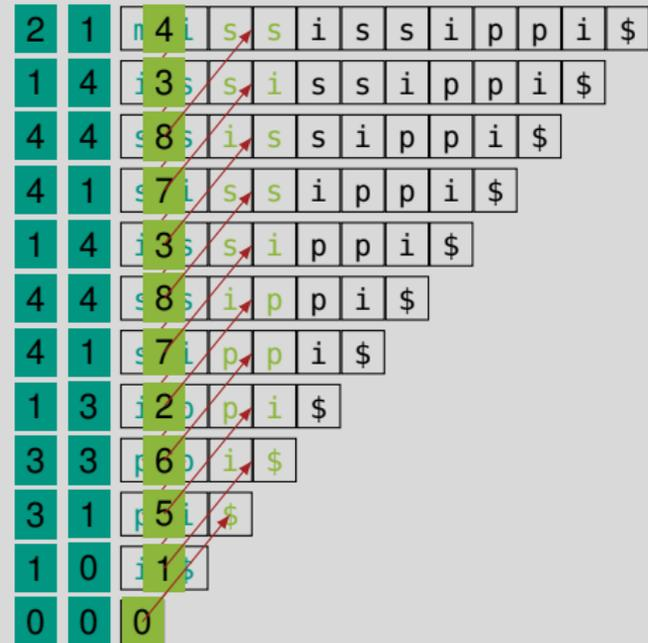 2 1 m 4 i s s i s s i p p i $
1 4 i 3 s s i s s i p p i $
4 4 s 8 s i s s i p p i $
4 1 s 7 i s s i p p i $
1 4 i 3 s s i p p i $
4 4 s 8 s i p p i $
4 1 s 7 i p p i $
1 3 i 2 p p i $
3 3 p 6 p i $
3 1 p 5 i $
1 0 i 1 $
0 0 0